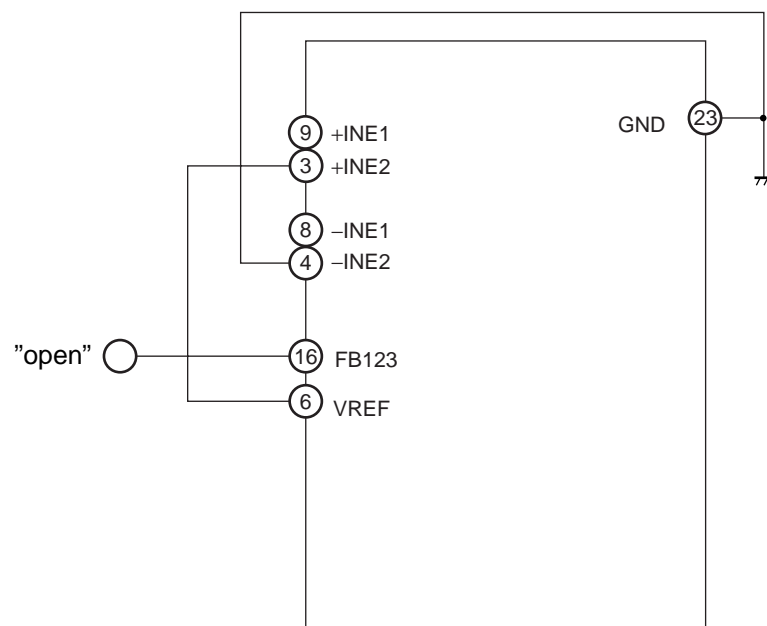 9 +INE1
GND 23
3 +INE2
8 −INE1
4 −INE2
”open” 16 FB123
6 VREF